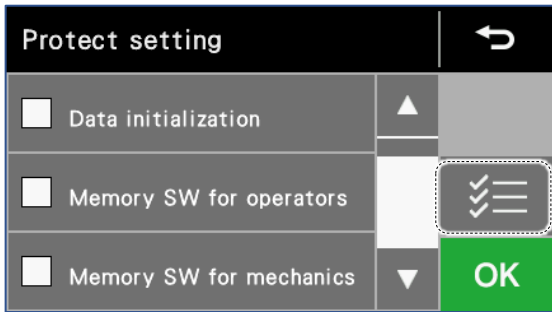 Protect setting
Data initialization
Memory SW for operators
Memory SW for mechanics
OK